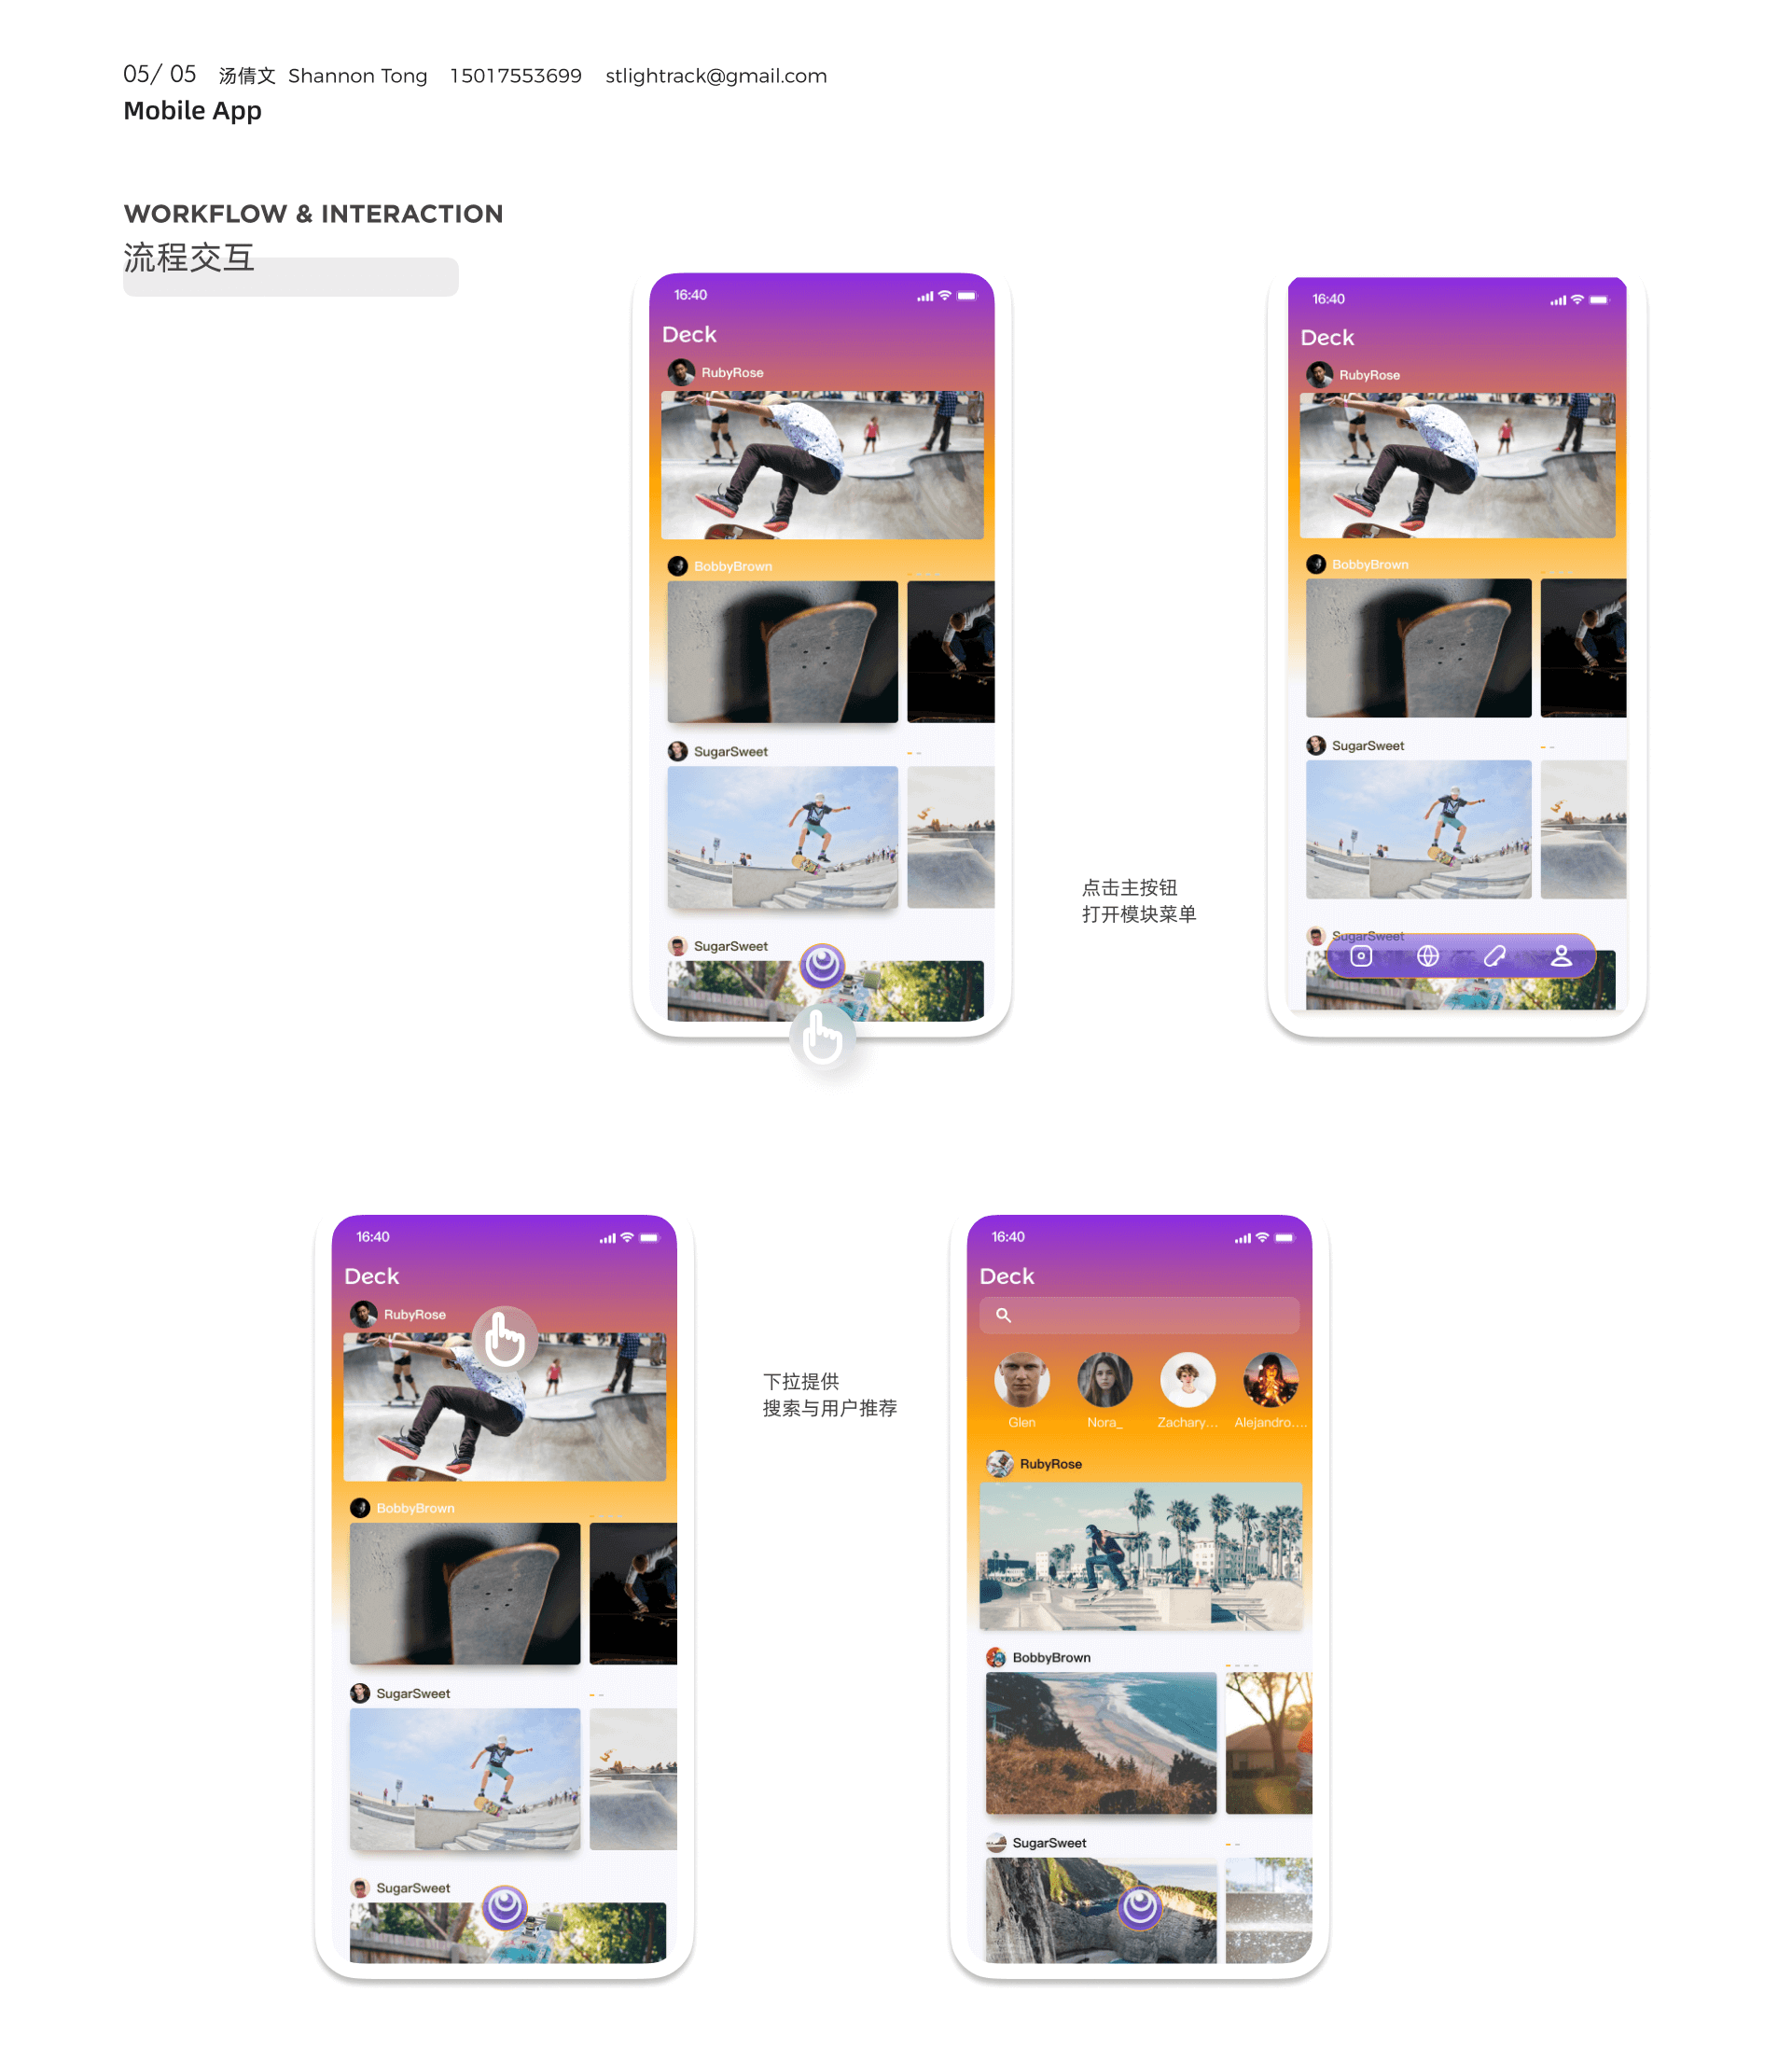 05/ 05 汤倩文 Shannon Tong 15017553699 stlightrack@gmail.com
Mobile App
WORKFLOW & INTERACTION
流程交互
16:40
Deck
RubyRose
BobbyBrown
SugarSweet
SugarSweet
点击主按钮
打开模块菜单
16:40
Deck
RubyRose
BobbyBrown
SugarSweet
SugarSweet
16:40
Deck
RubyRose
BobbyBrown
SugarSweet
SugarSweet
下拉提供
搜索与用户推荐
16:40
Deck
Glen
Nora_
Zachary...
Alejandro....
RubyRose
BobbyBrown
SugarSweet